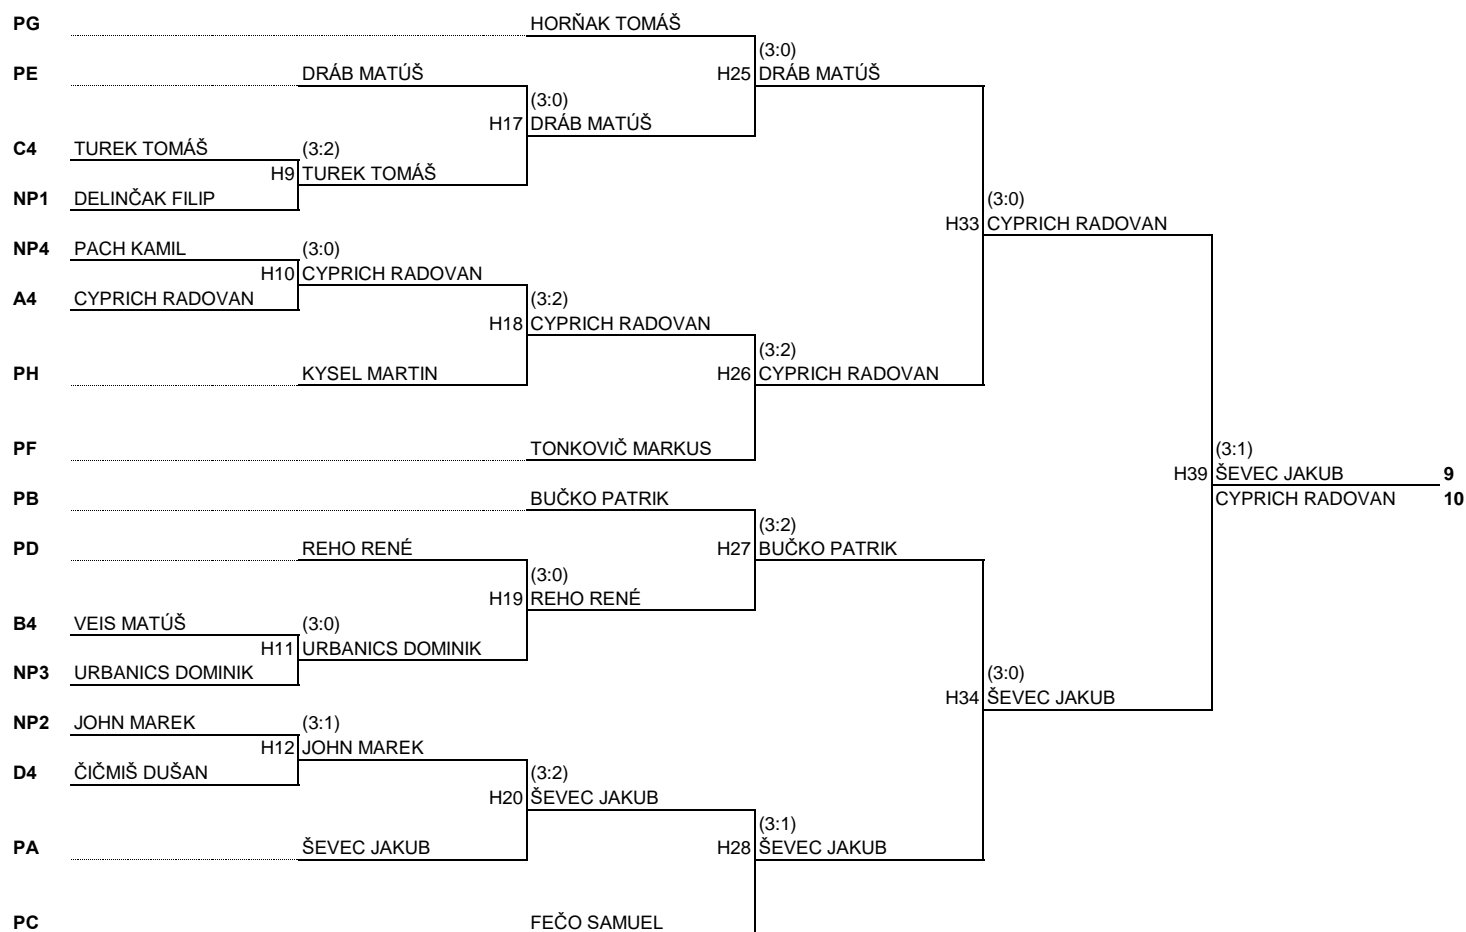 PG HORŇAK TOMÁŠ
(3:0)
PE DRÁB MATÚŠ H25 DRÁB MATÚŠ
(3:0)
H17 DRÁB MATÚŠ
C4 TUREK TOMÁŠ (3:2)
H9 TUREK TOMÁŠ
NP1 DELINČAK FILIP (3:0)
H33 CYPRICH RADOVAN
NP4 PACH KAMIL (3:0)
H10 CYPRICH RADOVAN
A4 CYPRICH RADOVAN (3:2)
H18 CYPRICH RADOVAN
(3:2)
PH KYSEL MARTIN H26 CYPRICH RADOVAN
PF TONKOVIČ MARKUS (3:1)
H39 ŠEVEC JAKUB 9
PB BUČKO PATRIK CYPRICH RADOVAN 10
(3:2)
PD REHO RENÉ H27 BUČKO PATRIK
(3:0)
H19 REHO RENÉ
B4 VEIS MATÚŠ (3:0)
H11 URBANICS DOMINIK
NP3 URBANICS DOMINIK (3:0)
H34 ŠEVEC JAKUB
NP2 JOHN MAREK (3:1)
H12 JOHN MAREK
D4 ČIČMIŠ DUŠAN (3:2)
H20 ŠEVEC JAKUB
(3:1)
PA ŠEVEC JAKUB H28 ŠEVEC JAKUB
PC FEČO SAMUEL